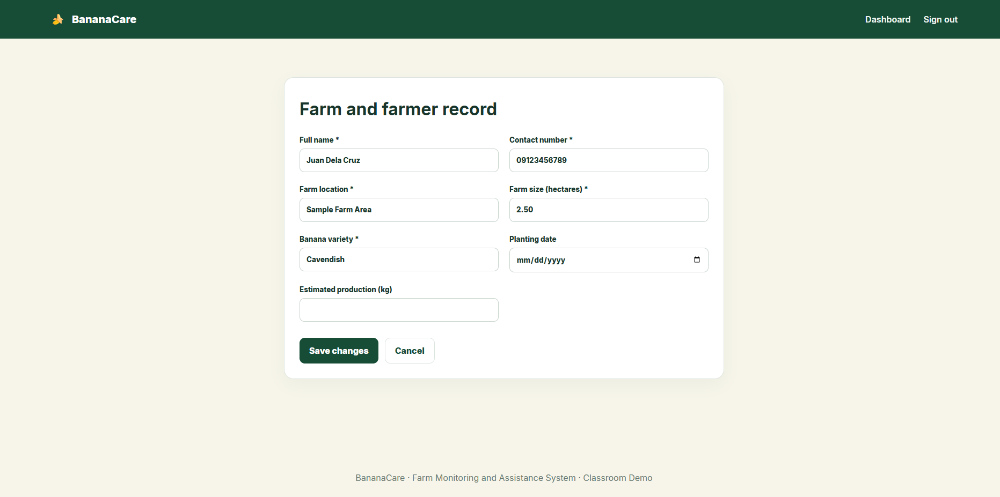 BananaCare
Dashboard Sign out
Farm and farmer record
Full name * Contact number *
Juan Dela Cruz 09123456789
Farm location * Farm size (hectares) *
Sample Farm Area 2.50
Banana variety * Planting date
Cavendish mm/dd/yyyy
Estimated production (kg)
Save changes Cancel
BananaCare · Farm Monitoring and Assistance System · Classroom Demo